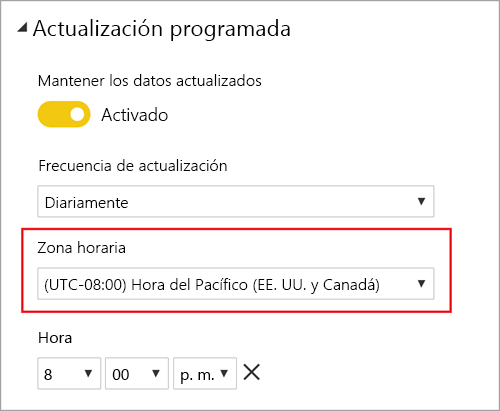 Actualización programada
Mantener los datos actualizados
Activado
Frecuencia de actualización
Diariamente
Zona horaria
(UTC-08:00) Hora del Pacífico (EE. UU. y Canadá)
Hora
8 00 p. m.